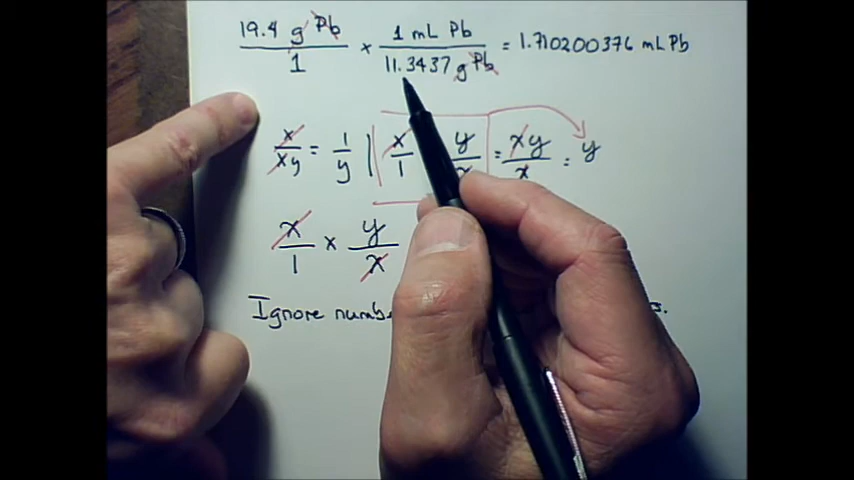 19.4 g Pb / 1 × 1 mL Pb / 11.3437 g Pb = 1.710200376 mL Pb
x / xy = 1 / y | x / 1 y / x = xy / x = y
x / 1 × y / x
Ignore